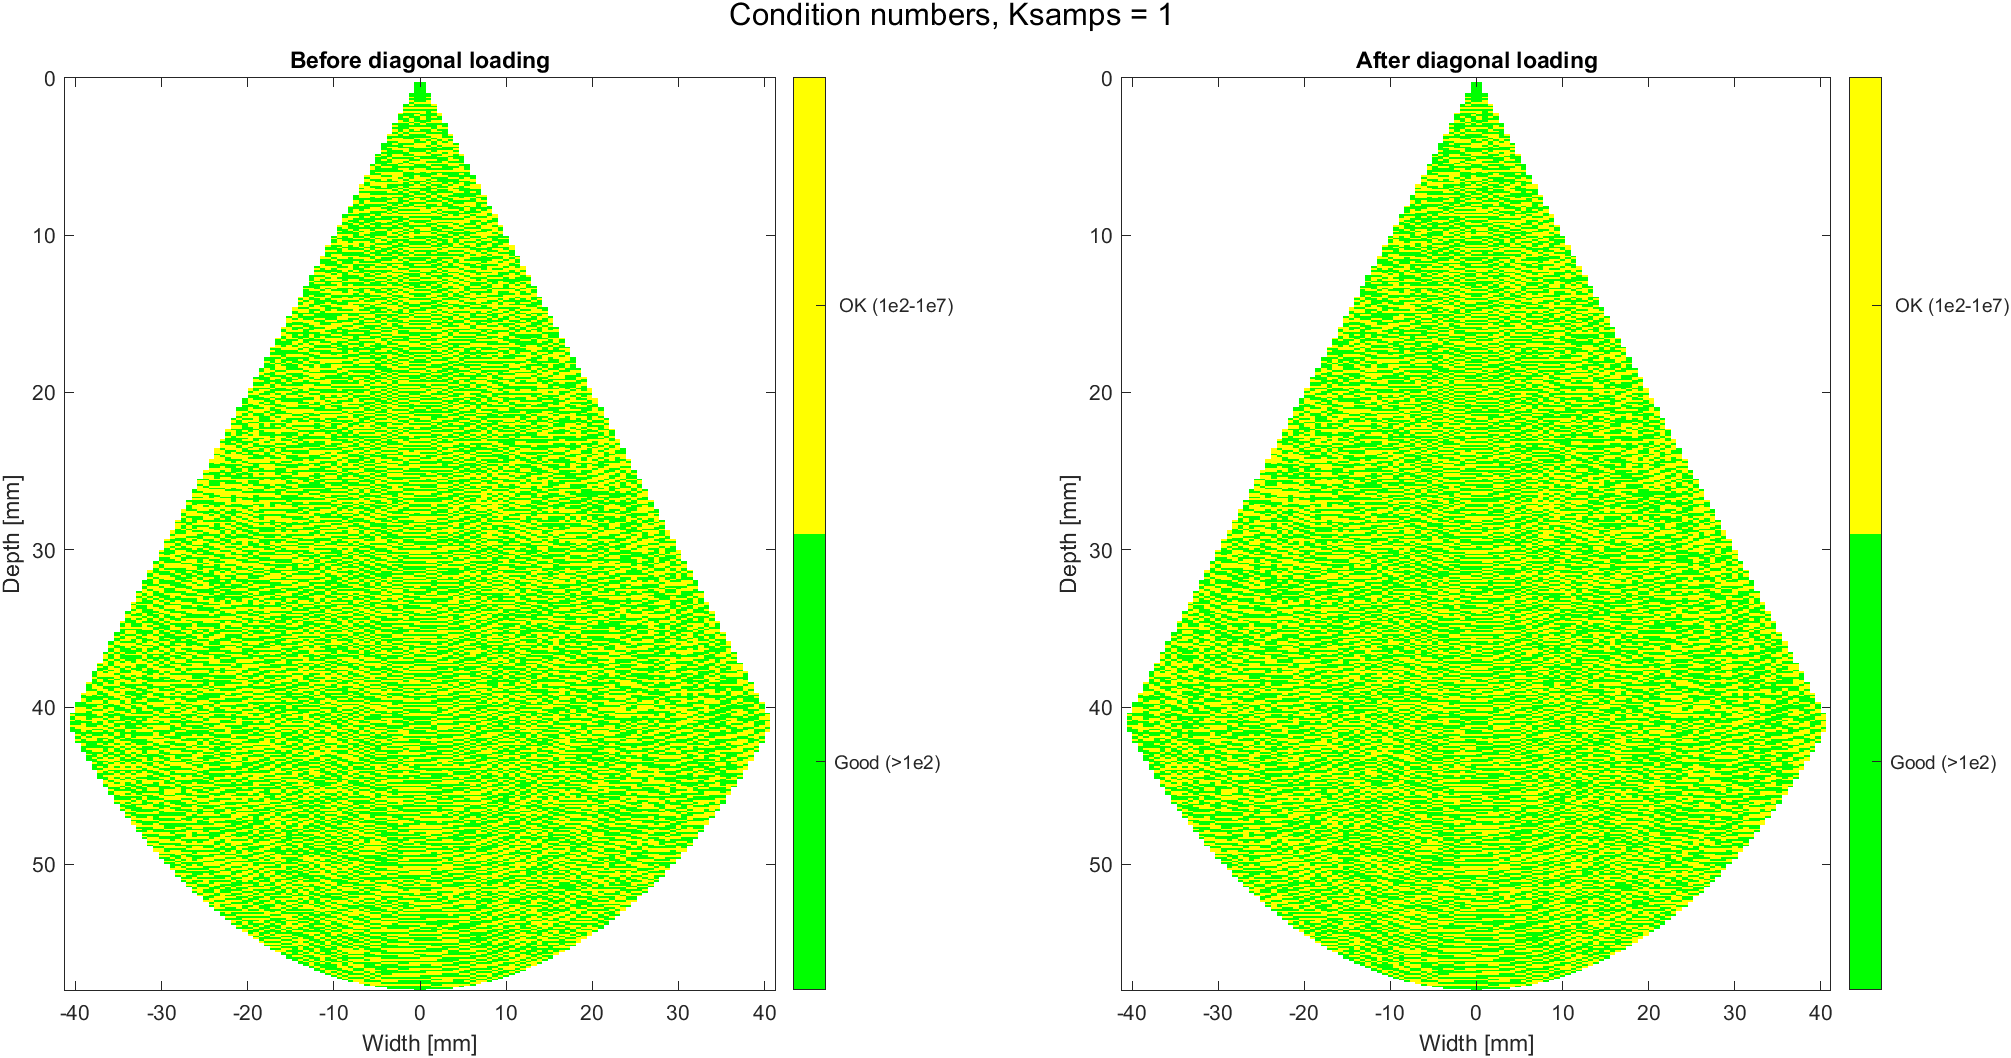 Condition numbers, Ksamps = 1
Before diagonal loading
0
10
20
30
40
50
Depth [mm]
-40 -30 -20 -10 0 10 20 30 40
Width [mm]
OK (1e2-1e7)
Good (>1e2)
After diagonal loading
0
10
20
30
40
50
Depth [mm]
-40 -30 -20 -10 0 10 20 30 40
Width [mm]
OK (1e2-1e7)
Good (>1e2)